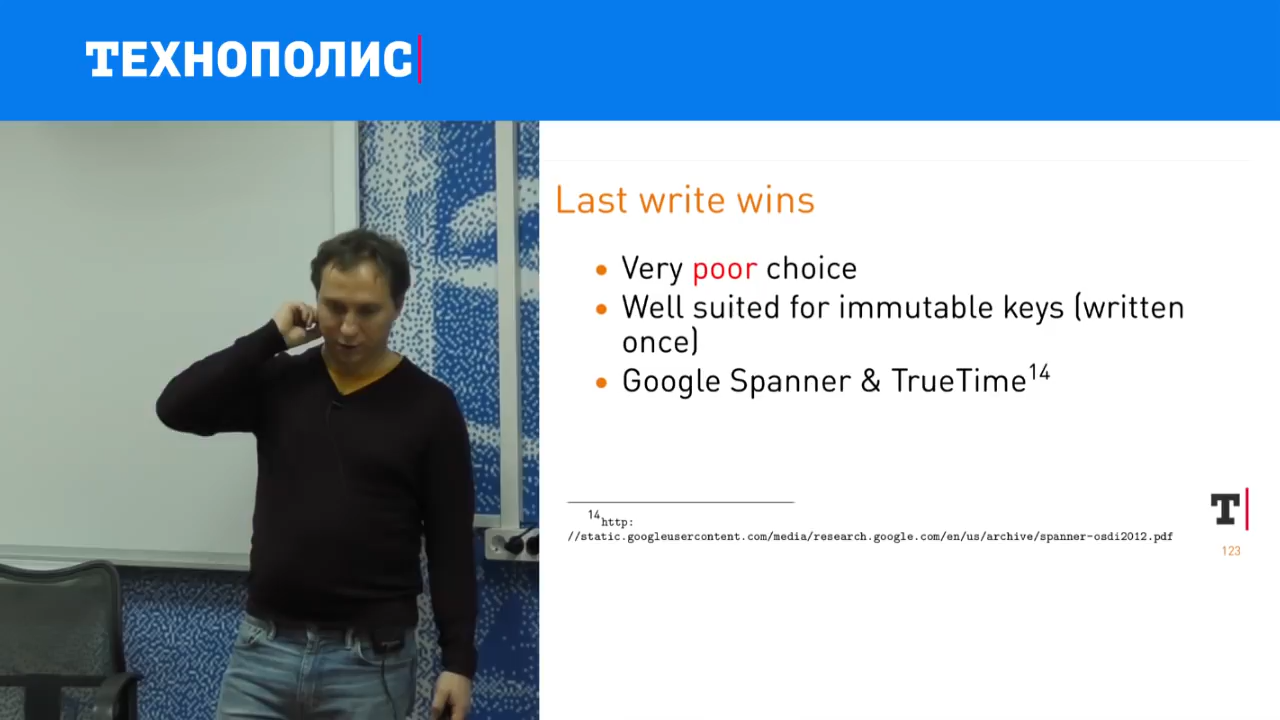 ТЕХНОПОЛИС
Last write wins
• Very poor choice
• Well suited for immutable keys (written
once)
• Google Spanner & TrueTime14
14http:
//static.googleusercontent.com/media/research.google.com/en/us/archive/spanner-osdi2012.pdf
T
123